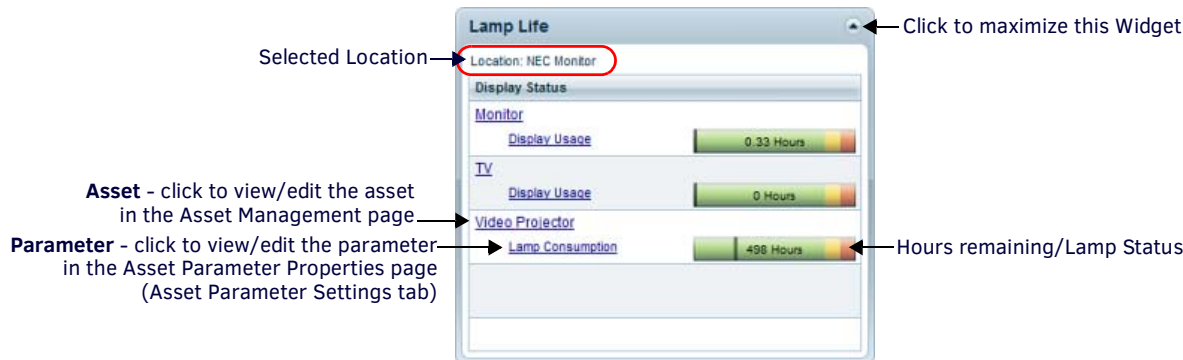 Lamp Life
Click to maximize this Widget
Selected Location
Location: NEC Monitor
Display Status
Monitor
Display Usage
0.33 Hours
TV
Display Usage
0 Hours
Asset - click to view/edit the asset
in the Asset Management page
Video Projector
Parameter - click to view/edit the parameter
in the Asset Parameter Properties page
(Asset Parameter Settings tab)
Lamp Consumption
498 Hours
Hours remaining/Lamp Status